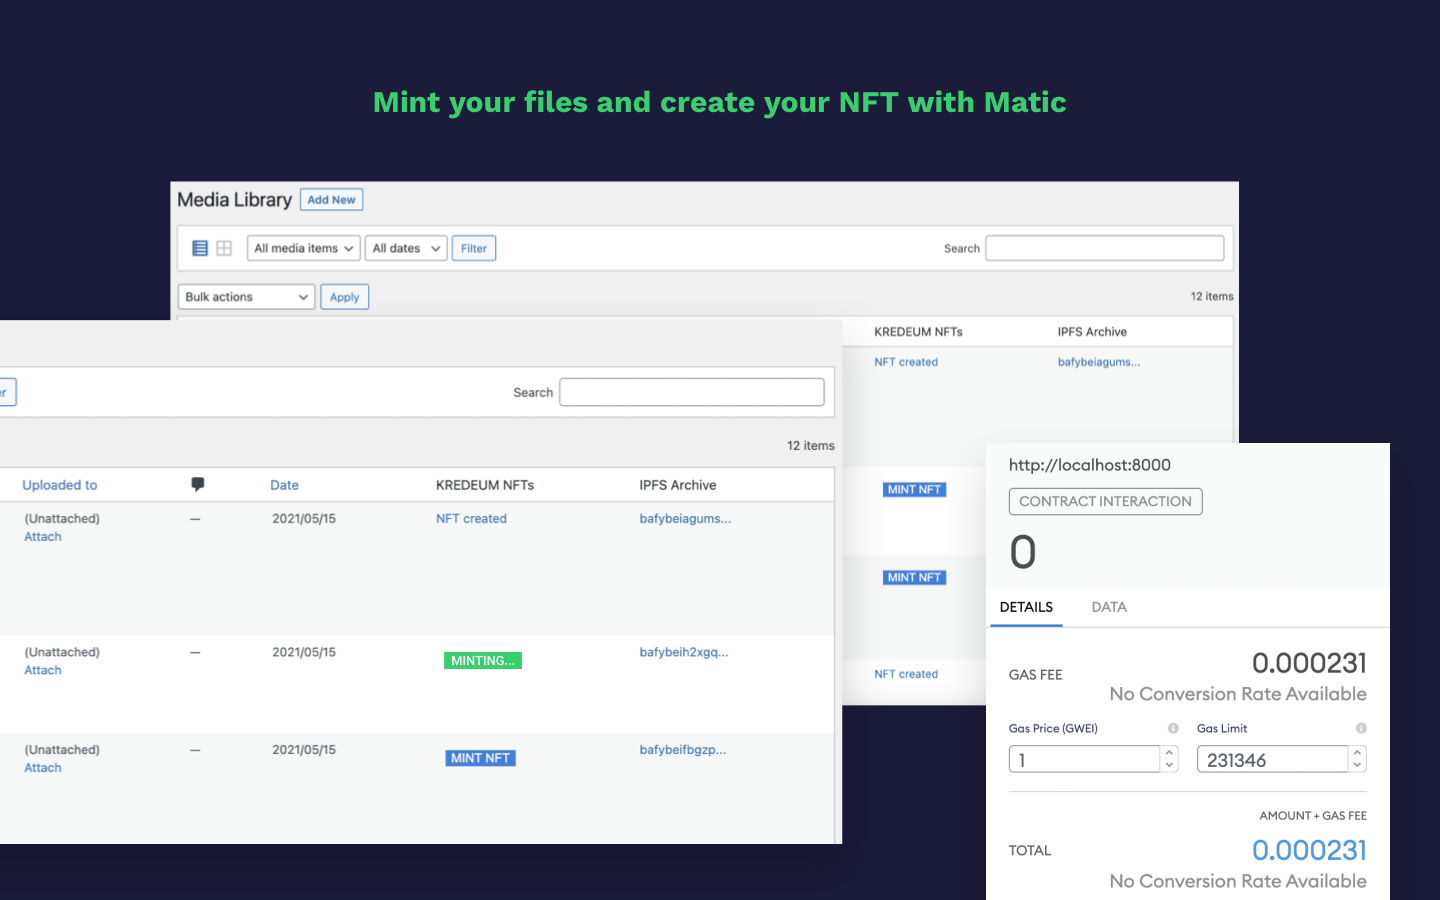 Mint your files and create your NFT with Matic
Media Library Add New
All media items All dates Filter Search
Bulk actions Apply 12 items
KREDEUM NFTs IPFS Archive
NFT created bafybeiagums...
MINT NFT
MINT NFT
NFT created
Search
12 items
Uploaded to Date KREDEUM NFTs IPFS Archive
(Unattached) — 2021/05/15 NFT created bafybeiagums...
Attach
(Unattached) — 2021/05/15 MINTING... bafybeih2xgq...
Attach
(Unattached) — 2021/05/15 MINT NFT bafybeifbgzp...
Attach
http://localhost:8000
CONTRACT INTERACTION
0
DETAILS DATA
GAS FEE 0.000231
No Conversion Rate Available
Gas Price (GWEI) Gas Limit
1 231346
AMOUNT + GAS FEE
TOTAL 0.000231
No Conversion Rate Available